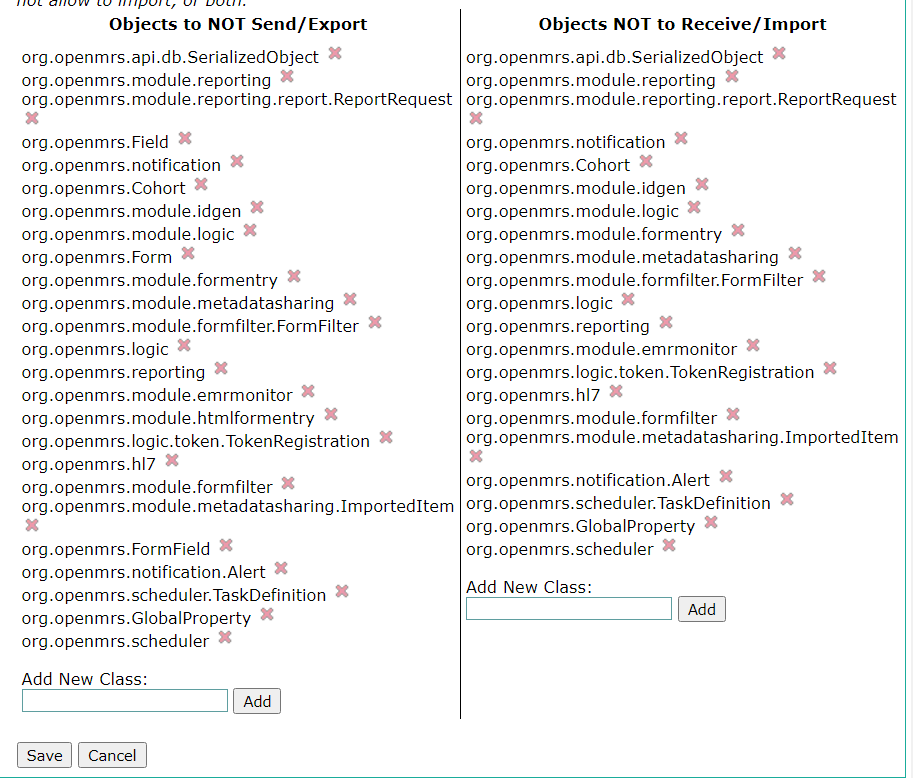 not allow to import, or both.
Objects to NOT Send/Export
org.openmrs.api.db.SerializedObject
org.openmrs.module.reporting
org.openmrs.module.reporting.report.ReportRequest
org.openmrs.Field
org.openmrs.notification
org.openmrs.Cohort
org.openmrs.module.idgen
org.openmrs.module.logic
org.openmrs.Form
org.openmrs.module.formentry
org.openmrs.module.metadatasharing
org.openmrs.module.formfilter.FormFilter
org.openmrs.logic
org.openmrs.reporting
org.openmrs.module.emrmonitor
org.openmrs.module.htmlformentry
org.openmrs.logic.token.TokenRegistration
org.openmrs.hl7
org.openmrs.module.formfilter
org.openmrs.module.metadatasharing.ImportedItem
org.openmrs.FormField
org.openmrs.notification.Alert
org.openmrs.scheduler.TaskDefinition
org.openmrs.GlobalProperty
org.openmrs.scheduler
Add New Class:
Add
Objects NOT to Receive/Import
org.openmrs.api.db.SerializedObject
org.openmrs.module.reporting
org.openmrs.module.reporting.report.ReportRequest
org.openmrs.notification
org.openmrs.Cohort
org.openmrs.module.idgen
org.openmrs.module.logic
org.openmrs.module.formentry
org.openmrs.module.metadatasharing
org.openmrs.module.formfilter.FormFilter
org.openmrs.logic
org.openmrs.reporting
org.openmrs.module.emrmonitor
org.openmrs.logic.token.TokenRegistration
org.openmrs.hl7
org.openmrs.module.formfilter
org.openmrs.module.metadatasharing.ImportedItem
org.openmrs.notification.Alert
org.openmrs.scheduler.TaskDefinition
org.openmrs.GlobalProperty
org.openmrs.scheduler
Add New Class:
Add
Save Cancel